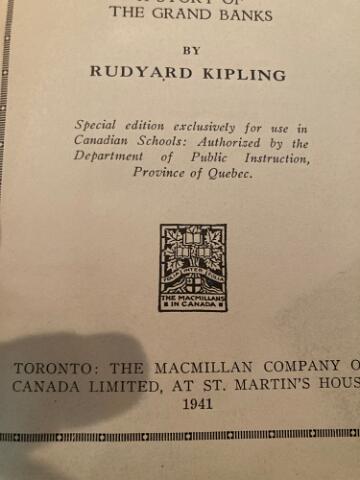 A STORY OF
THE GRAND BANKS
BY
RUDYARD KIPLING
Special edition exclusively for use in
Canadian Schools: Authorized by the
Department of Public Instruction,
Province of Quebec.
THE MACMILLANS
IN CANADA
TORONTO: THE MACMILLAN COMPANY O
CANADA LIMITED, AT ST. MARTIN'S HOUS
1941